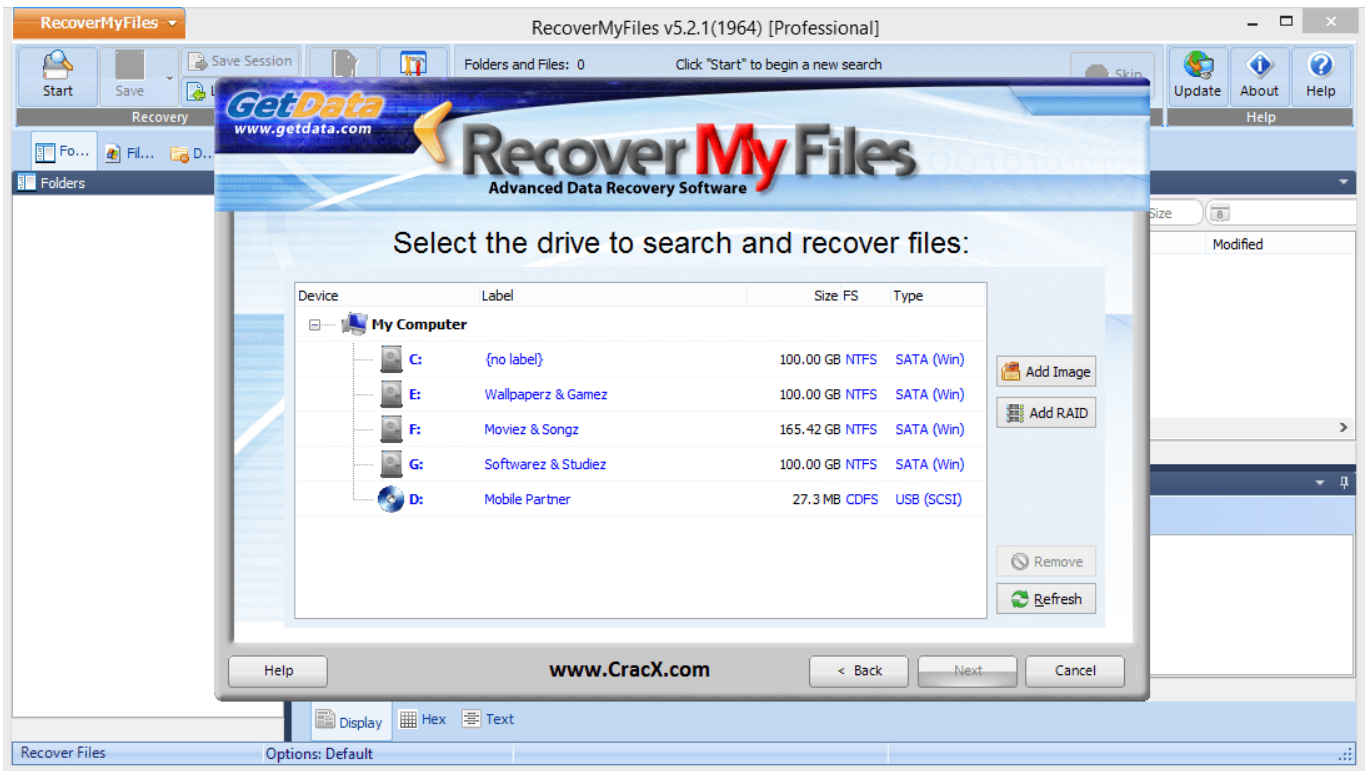 RecoverMyFiles
RecoverMyFiles v5.2.1(1964) [Professional]
Start
Save
Save Session
Folders and Files: 0
Click "Start" to begin a new search
Skip
Update
About
Help
Recovery
Help
GetData
www.getdata.com
Recover My Files
Advanced Data Recovery Software
Fo...
Fil...
D...
Folders
Size
8
Modified
Select the drive to search and recover files:
Device Label Size FS Type
My Computer
C: {no label} 100.00 GB NTFS SATA (Win)
E: Wallpaperz & Gamez 100.00 GB NTFS SATA (Win)
F: Moviez & Songz 165.42 GB NTFS SATA (Win)
G: Softwarez & Studiez 100.00 GB NTFS SATA (Win)
D: Mobile Partner 27.3 MB CDFS USB (SCSI)
Add Image
Add RAID
Remove
Refresh
Help
www.CracX.com
< Back
Next
Cancel
Display
Hex
Text
Recover Files
Options: Default